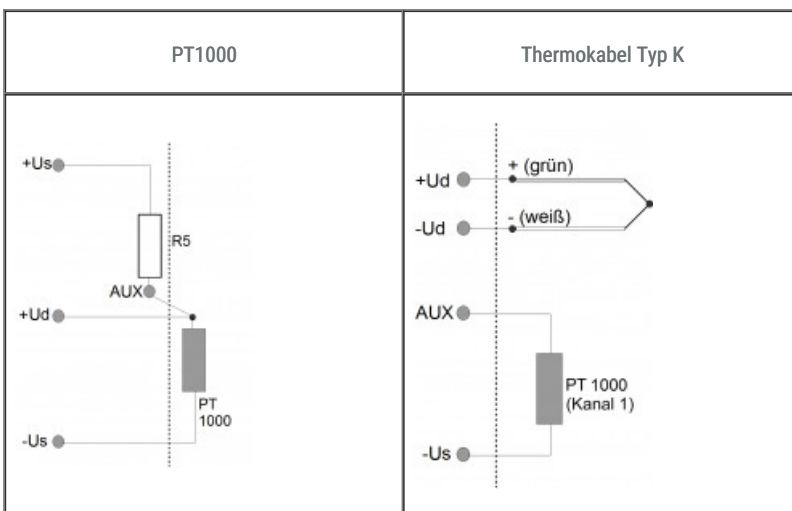 PT1000
Thermokabel Typ K
+Us
R5
AUX
+Ud
PT
1000
-Us
+Ud
+ (grün)
-Ud
- (weiß)
AUX
PT 1000
(Kanal 1)
-Us